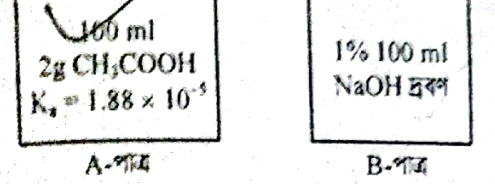 100 ml
2g CH₃COOH
Kₐ = 1.88 × 10⁻⁵
A-পাত্র
1% 100 ml
NaOH দ্রবণ
B-পাত্র